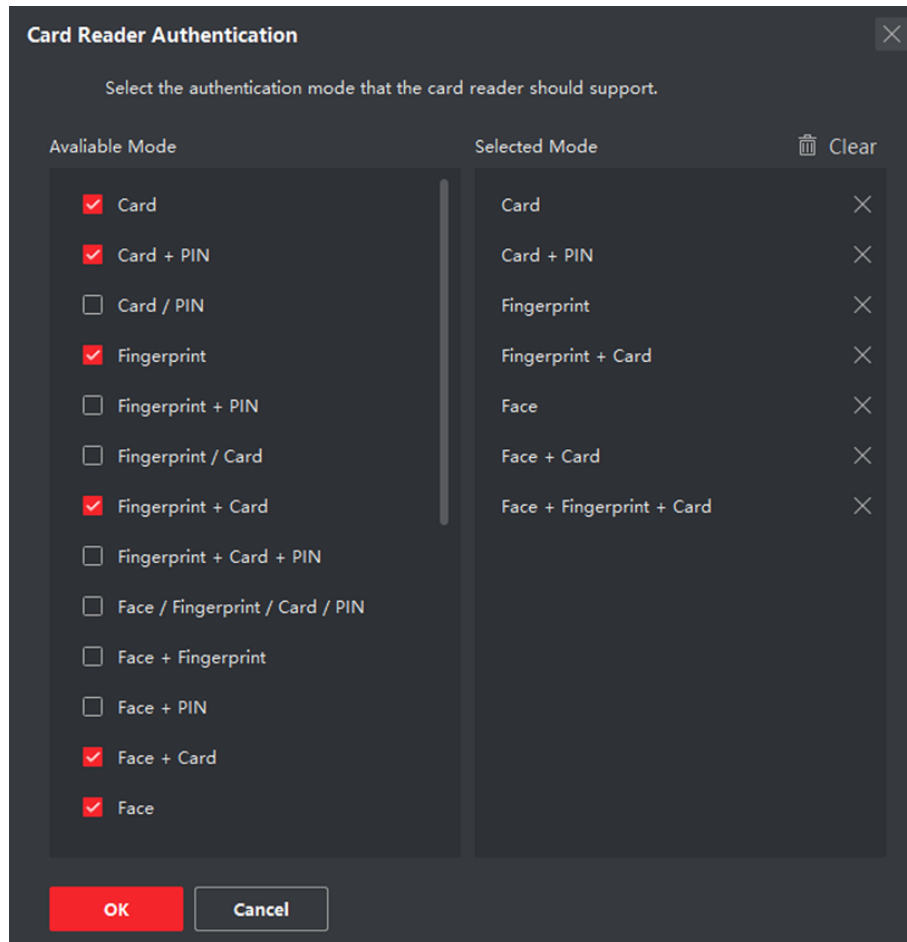 Card Reader Authentication
Select the authentication mode that the card reader should support.
Avaliable Mode
Card
Card + PIN
Card / PIN
Fingerprint
Fingerprint + PIN
Fingerprint / Card
Fingerprint + Card
Fingerprint + Card + PIN
Face / Fingerprint / Card / PIN
Face + Fingerprint
Face + PIN
Face + Card
Face
Selected Mode
Clear
Card
Card + PIN
Fingerprint
Fingerprint + Card
Face
Face + Card
Face + Fingerprint + Card
OK
Cancel